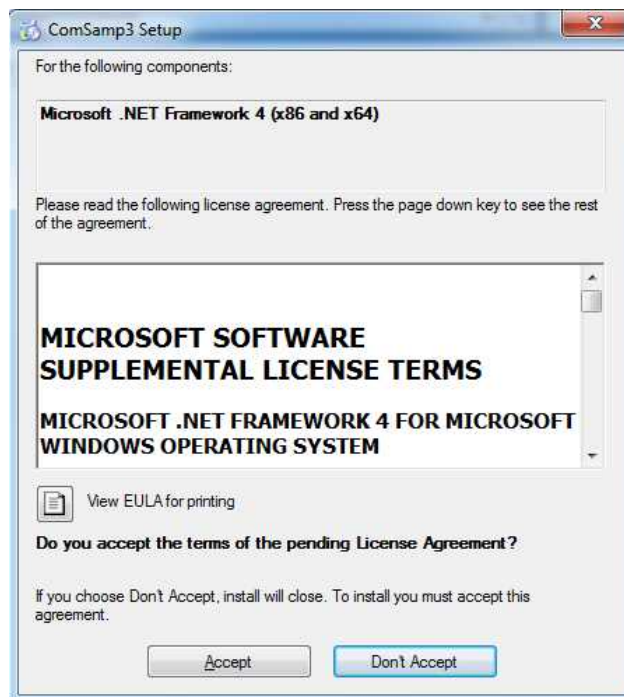 ComSamp3 Setup
For the following components:
Microsoft .NET Framework 4 (x86 and x64)
Please read the following license agreement. Press the page down key to see the rest
of the agreement.
MICROSOFT SOFTWARE
SUPPLEMENTAL LICENSE TERMS
MICROSOFT .NET FRAMEWORK 4 FOR MICROSOFT
WINDOWS OPERATING SYSTEM
View EULA for printing
Do you accept the terms of the pending License Agreement?
If you choose Don't Accept, install will close. To install you must accept this
agreement.
Accept
Don't Accept